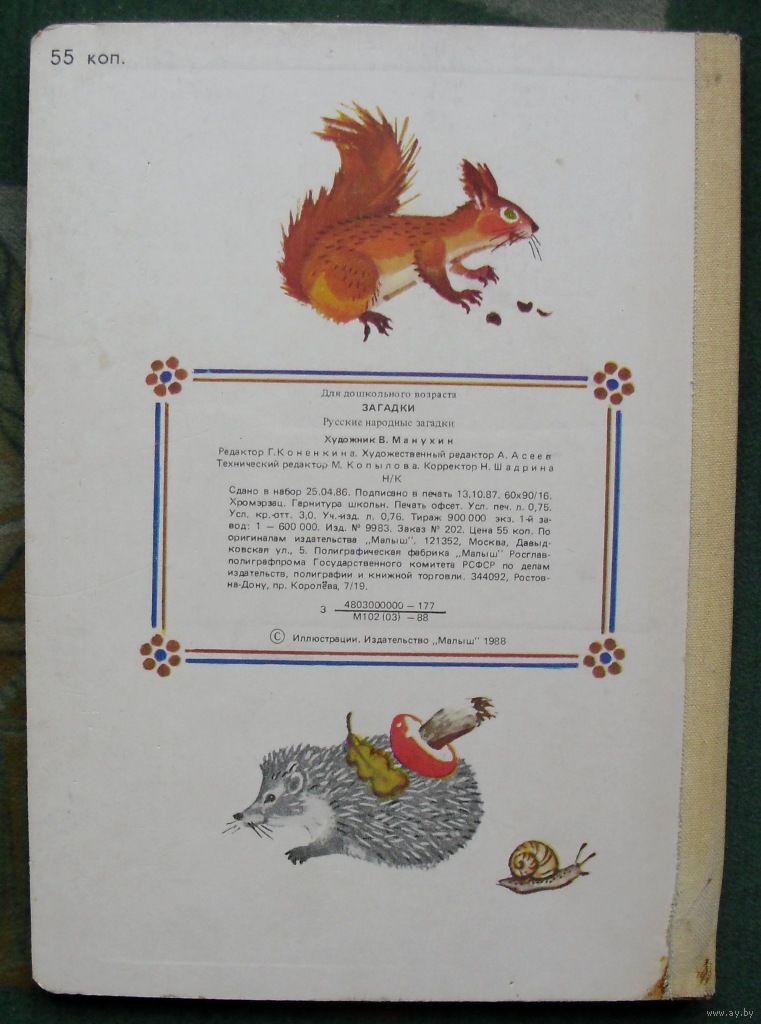 55 коп.
Для дошкольного возраста
ЗАГАДКИ
Русские народные загадки
Художник В. Манухин
Редактор Г. Коненкина. Художественный редактор А. Асеев
Технический редактор М. Копылова. Корректор Н. Шадрина
Н/К
Сдано в набор 25.04.86. Подписано в печать 13.10.87. 60х90/16.
Хромэрзац. Гарнитура школьн. Печать офсет. Усл. печ. л. 0,75.
Усл. кр.-отт. 3,0. Уч.-изд. л. 0,76. Тираж 900 000 экз. 1-й за-
вод: 1 — 600 000. Изд. № 9983. Заказ № 202. Цена 55 коп. По
оригиналам издательства „Малыш". 121352, Москва, Давыд-
ковская ул., 5. Полиграфическая фабрика „Малыш" Росглав-
полиграфпрома Государственного комитета РСФСР по делам
издательств, полиграфии и книжной торговли. 344092, Ростов-
на-Дону, пр. Королёва, 7/19.
З 4803000000 — 177
М102 (03) — 88
© Иллюстрации. Издательство „Малыш" 1988
www.ay.by